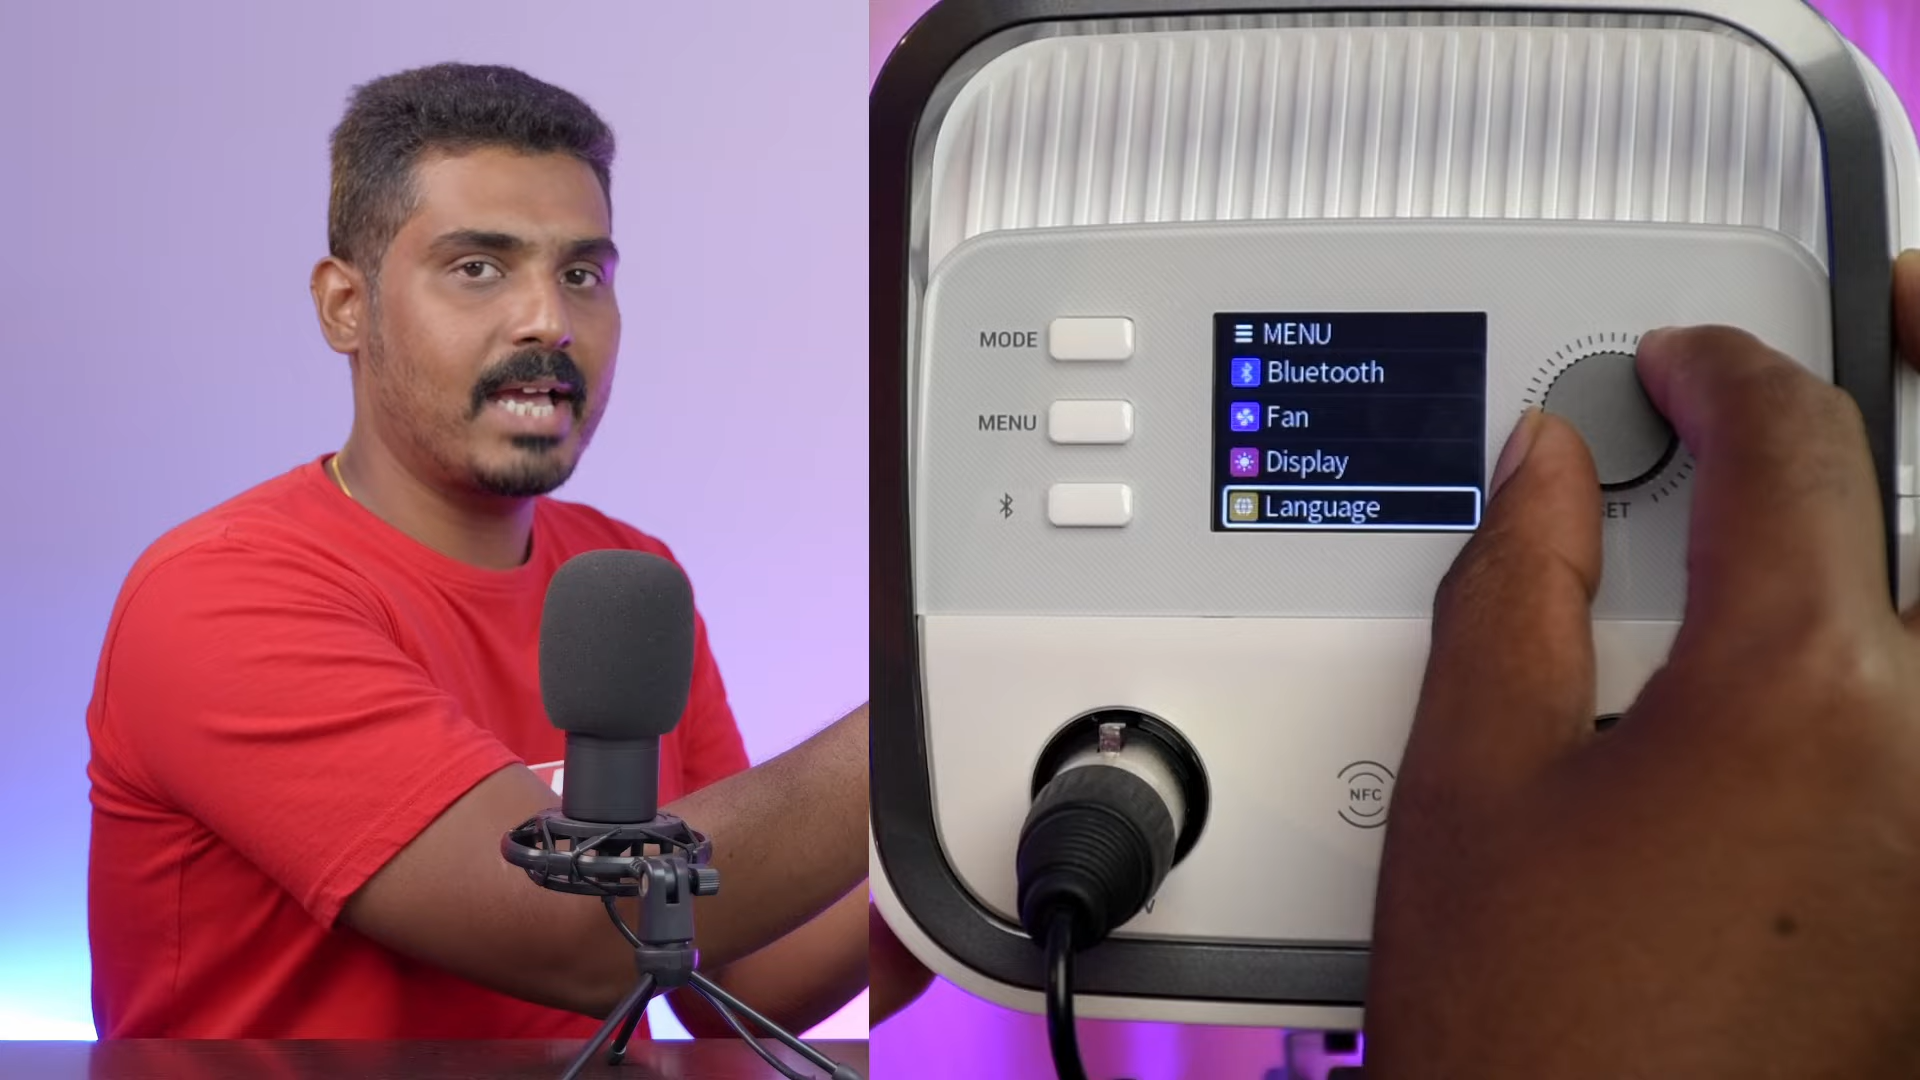 MODE
MENU
MENU
Bluetooth
Fan
Display
Language
NFC